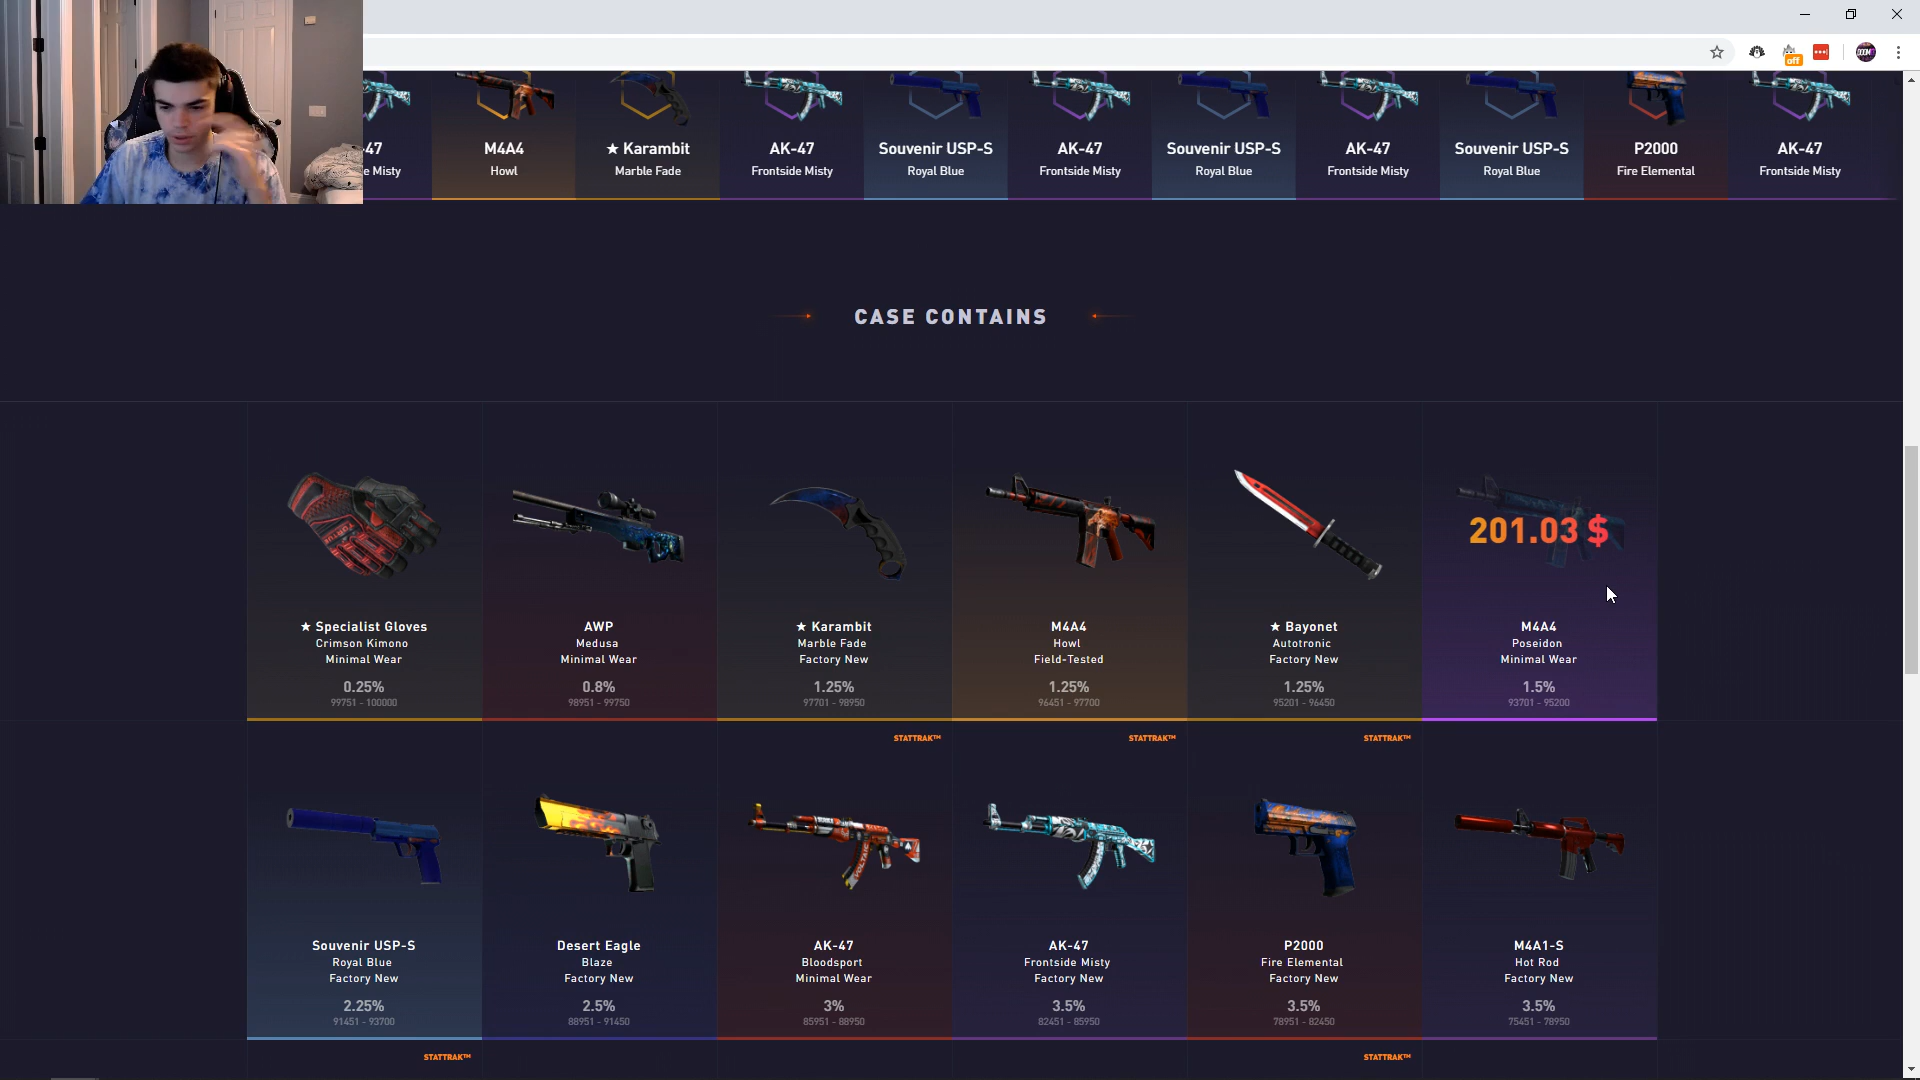 off
-47
e Misty
M4A4
Howl
★ Karambit
Marble Fade
AK-47
Frontside Misty
Souvenir USP-S
Royal Blue
AK-47
Frontside Misty
Souvenir USP-S
Royal Blue
AK-47
Frontside Misty
Souvenir USP-S
Royal Blue
P2000
Fire Elemental
AK-47
Frontside Misty
CASE CONTAINS
★ Specialist Gloves
Crimson Kimono
Minimal Wear
0.25%
99751 - 100000
AWP
Medusa
Minimal Wear
0.8%
98951 - 99750
★ Karambit
Marble Fade
Factory New
1.25%
97701 - 98950
M4A4
Howl
Field-Tested
1.25%
96451 - 97700
★ Bayonet
Autotronic
Factory New
1.25%
95201 - 96450
201.03 $
M4A4
Poseidon
Minimal Wear
1.5%
93701 - 95200
Souvenir USP-S
Royal Blue
Factory New
2.25%
91451 - 93700
Desert Eagle
Blaze
Factory New
2.5%
88951 - 91450
STATTRAK™
AK-47
Bloodsport
Minimal Wear
3%
85951 - 88950
STATTRAK™
AK-47
Frontside Misty
Factory New
3.5%
82451 - 85950
STATTRAK™
P2000
Fire Elemental
Factory New
3.5%
78951 - 82450
M4A1-S
Hot Rod
Factory New
3.5%
75451 - 78950
STATTRAK™
STATTRAK™